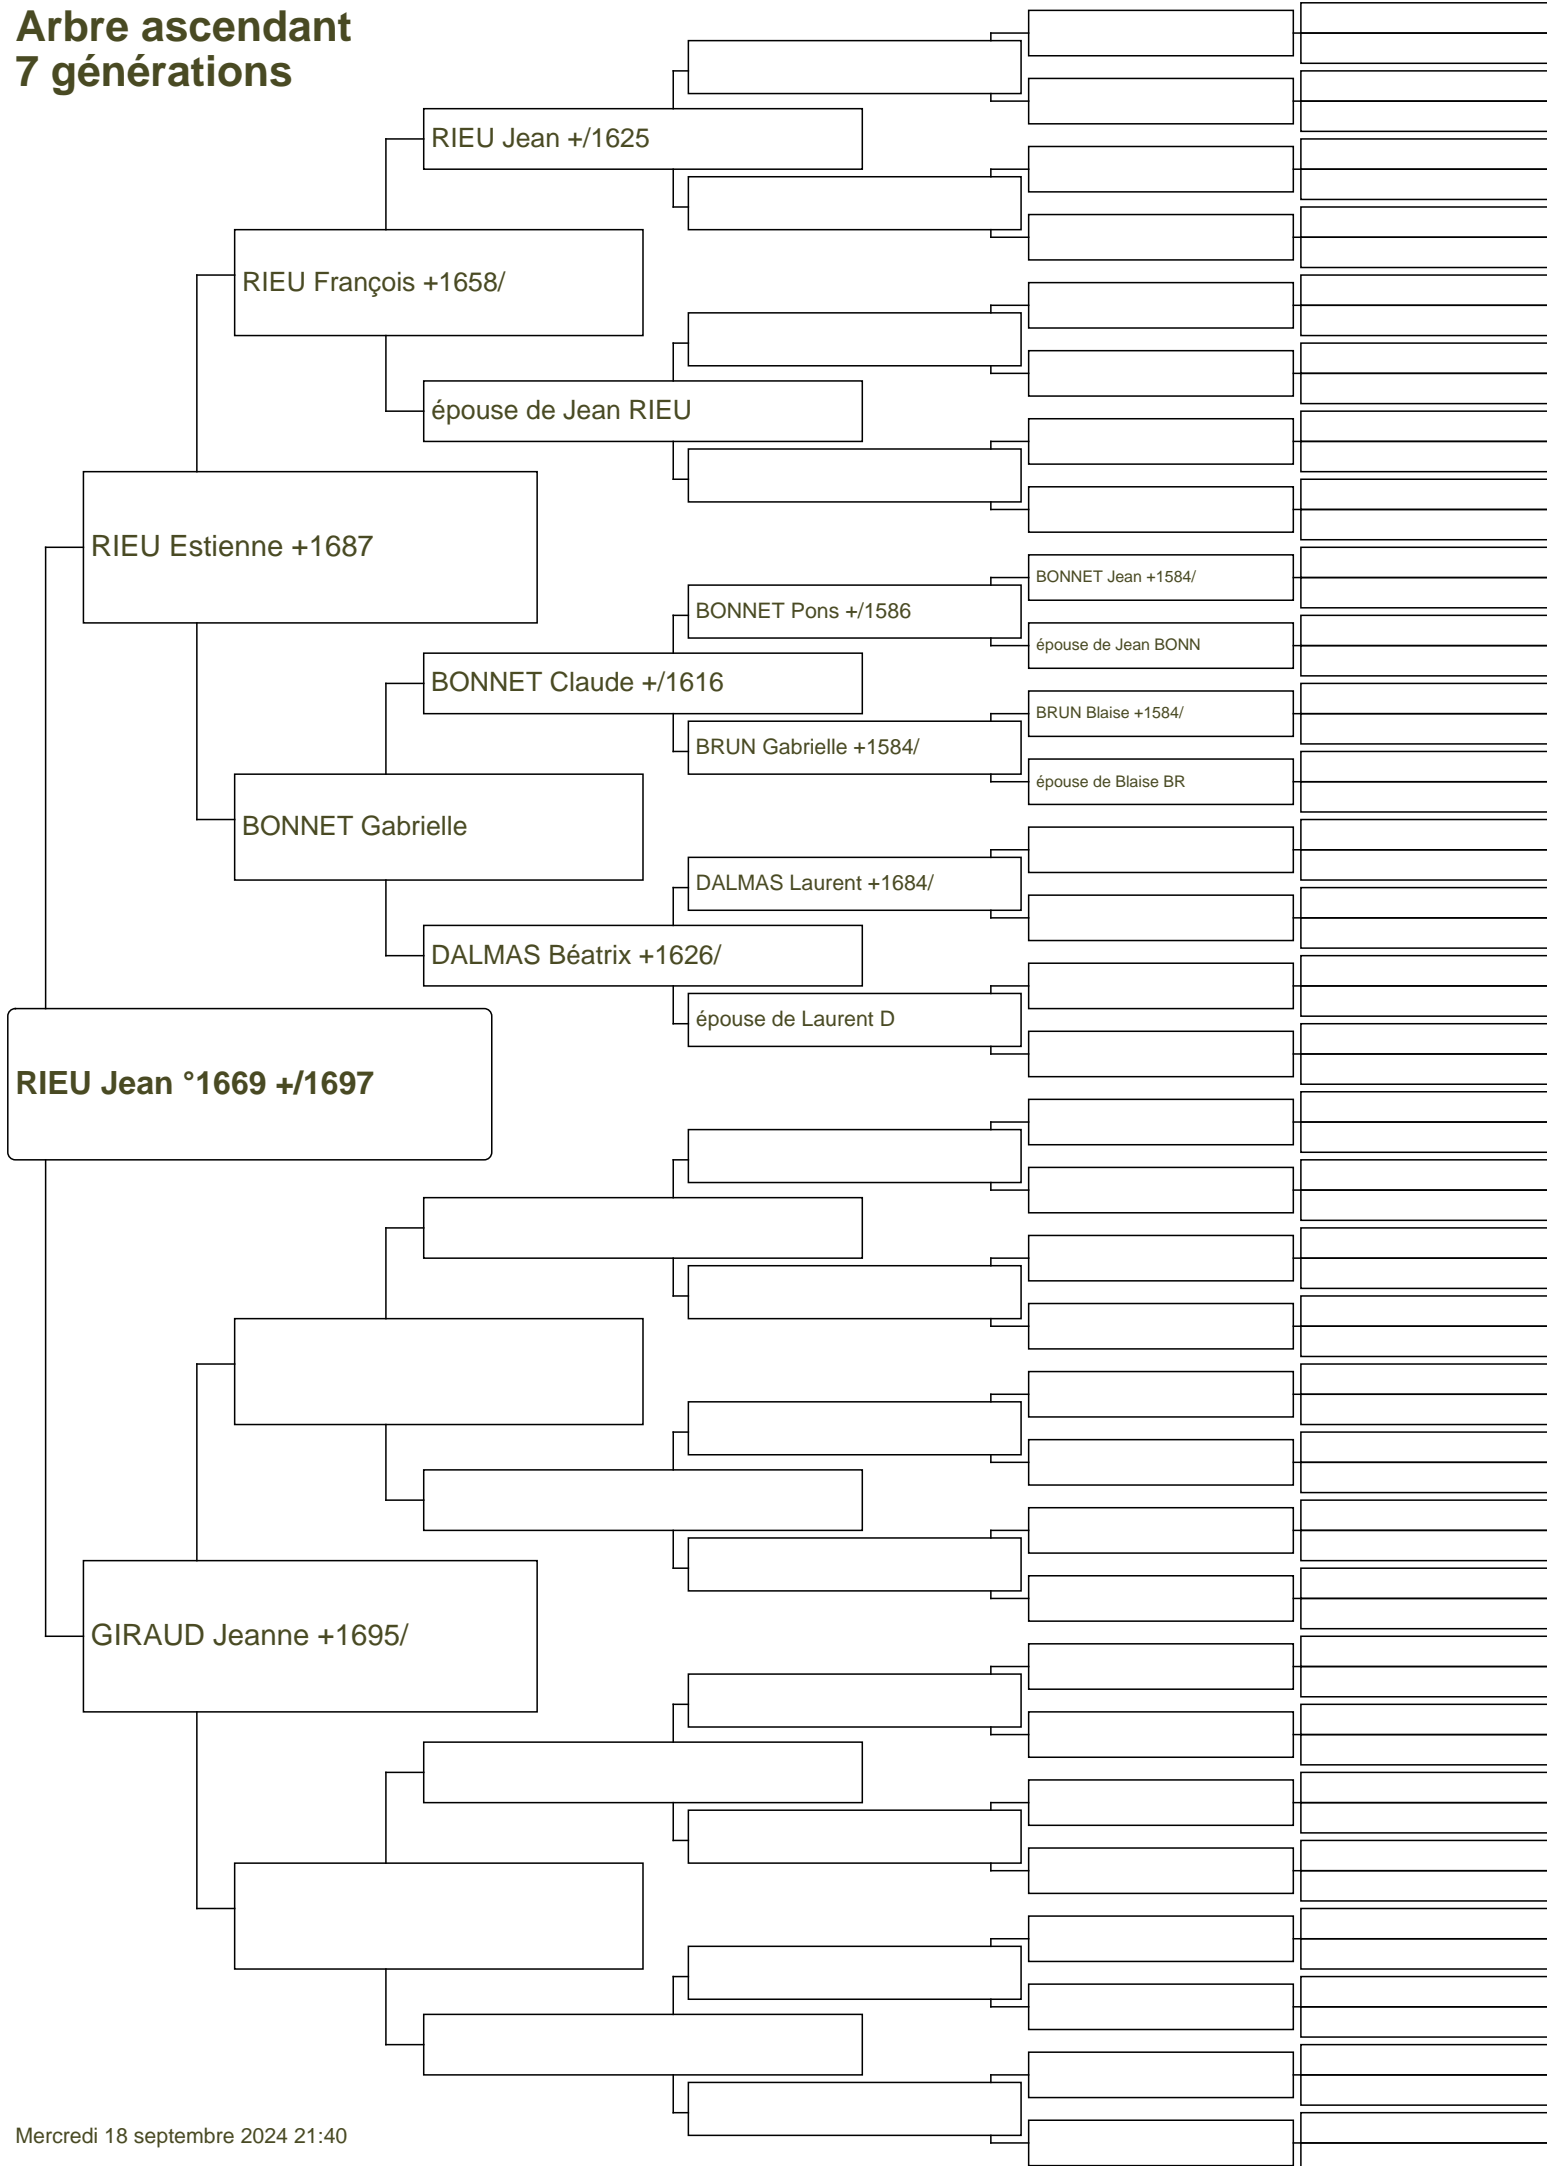 Arbre ascendant
7 générations
RIEU Jean +/1625
RIEU François +1658/
épouse de Jean RIEU
RIEU Estienne +1687
BONNET Jean +1584/
BONNET Pons +/1586
épouse de Jean BONN
BONNET Claude +/1616
BRUN Blaise +1584/
BRUN Gabrielle +1584/
épouse de Blaise BR
BONNET Gabrielle
DALMAS Laurent +1684/
DALMAS Béatrix +1626/
épouse de Laurent D
RIEU Jean °1669 +/1697
GIRAUD Jeanne +1695/
Mercredi 18 septembre 2024 21:40